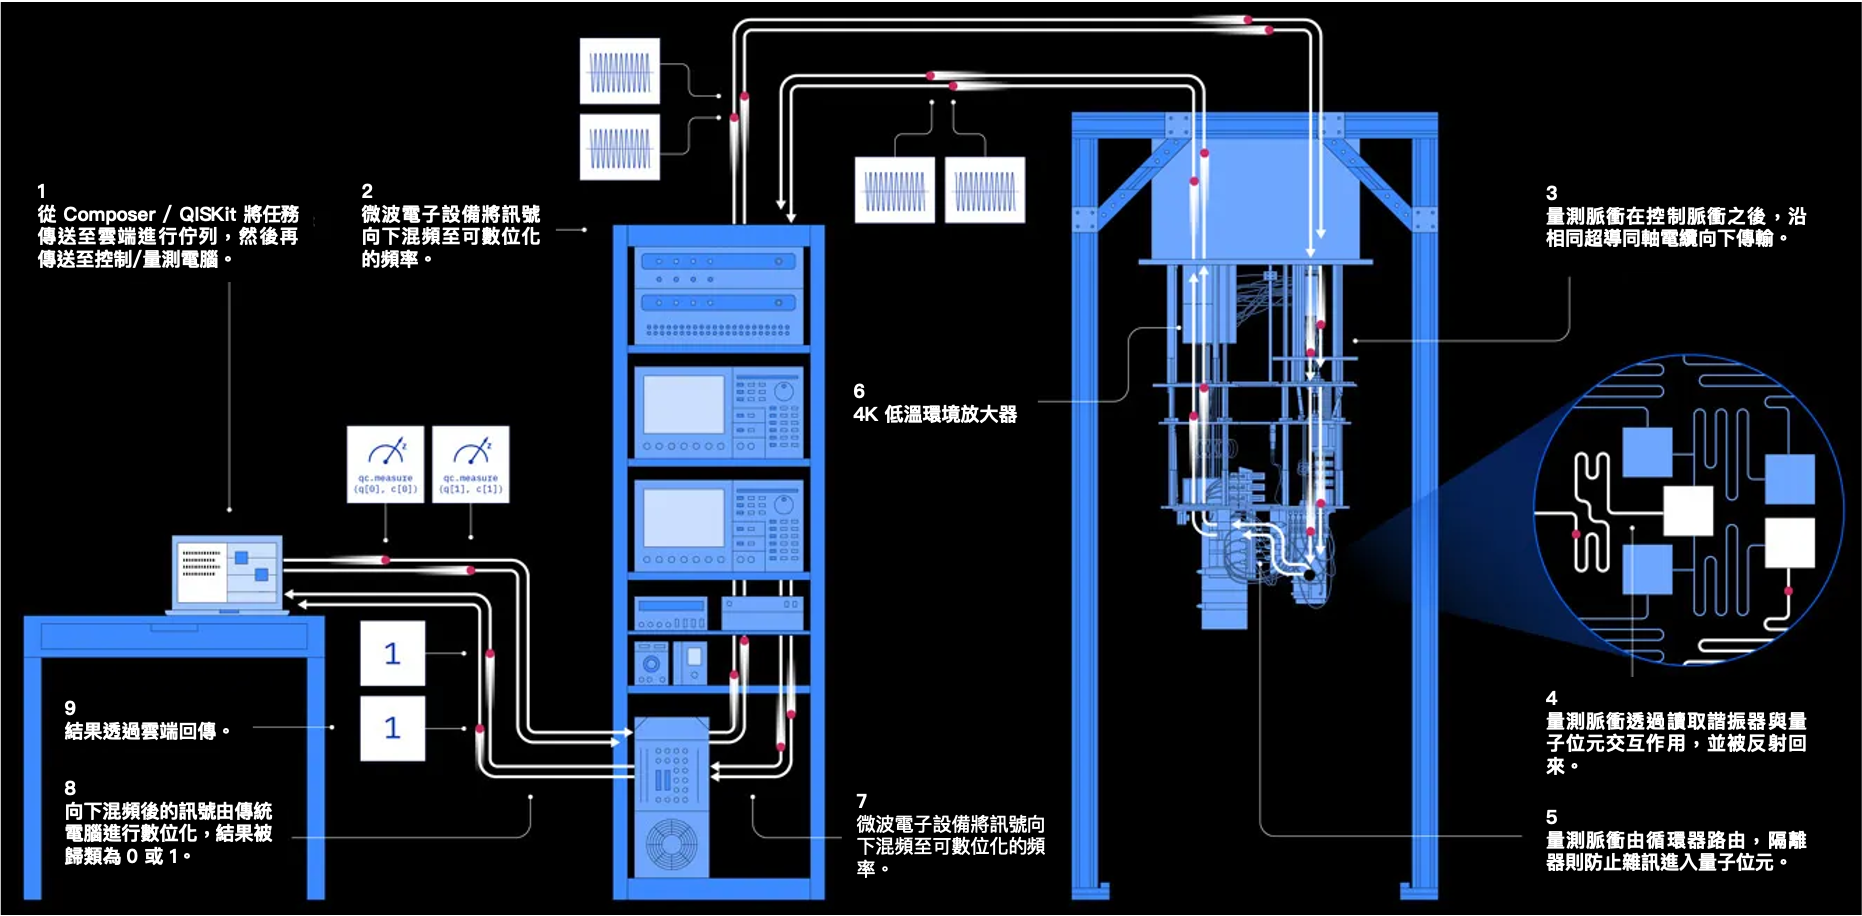 1
從 Composer / QISKit 將任務
傳送至雲端進行佇列，然後再
傳送至控制/量測電腦。
2
微波電子設備將訊號
向下混頻至可數位化
的頻率。
3
量測脈衝在控制脈衝之後，沿
相同超導同軸電纜向下傳輸。
6
4K 低溫環境放大器
qc.measure
(q[0], c[0])
qc.measure
(q[1], c[1])
z
z
1
1
9
結果透過雲端回傳。
8
向下混頻後的訊號由傳統
電腦進行數位化，結果被
歸類為 0 或 1。
7
微波電子設備將訊號向
下混頻至可數位化的頻
率。
4
量測脈衝透過讀取諧振器與量
子位元交互作用，並被反射回
來。
5
量測脈衝由循環器路由，隔離
器則防止雜訊進入量子位元。